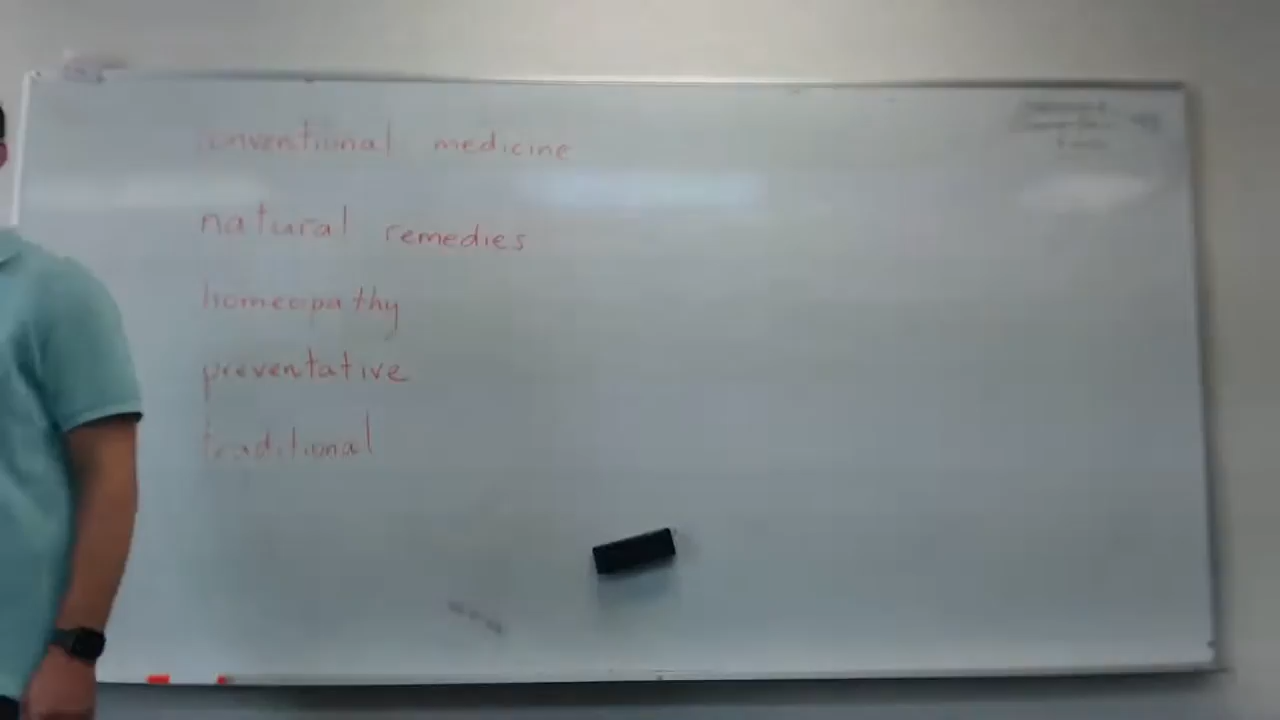 conventional medicine
natural remedies
homeopathy
preventative
traditional